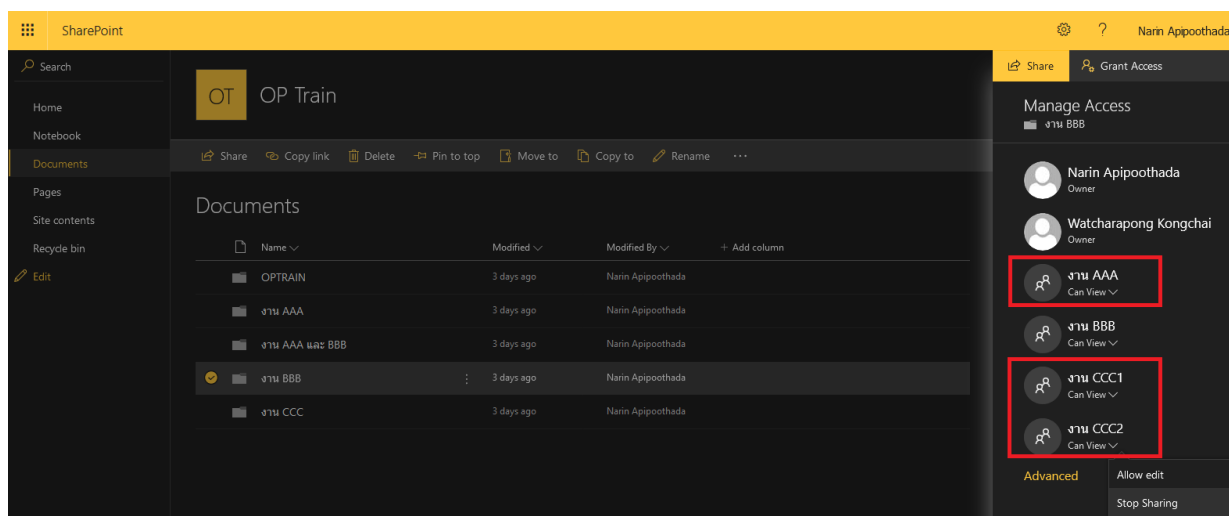 SharePoint
? Narin Apipoothada
Search
Home
Notebook
Documents
Pages
Site contents
Recycle bin
Edit
OT OP Train
Share Copy link Delete Pin to top Move to Copy to Rename ...
Documents
Name Modified Modified By + Add column
OPTRAIN 3 days ago Narin Apipoothada
งาน AAA 3 days ago Narin Apipoothada
งาน AAA และ BBB 3 days ago Narin Apipoothada
งาน BBB 3 days ago Narin Apipoothada
งาน CCC 3 days ago Narin Apipoothada
Share Grant Access
Manage Access
งาน BBB
Narin Apipoothada
Owner
Watcharapong Kongchai
Owner
งาน AAA
Can View
งาน BBB
Can View
งาน CCC1
Can View
งาน CCC2
Can View
Advanced
Allow edit
Stop Sharing